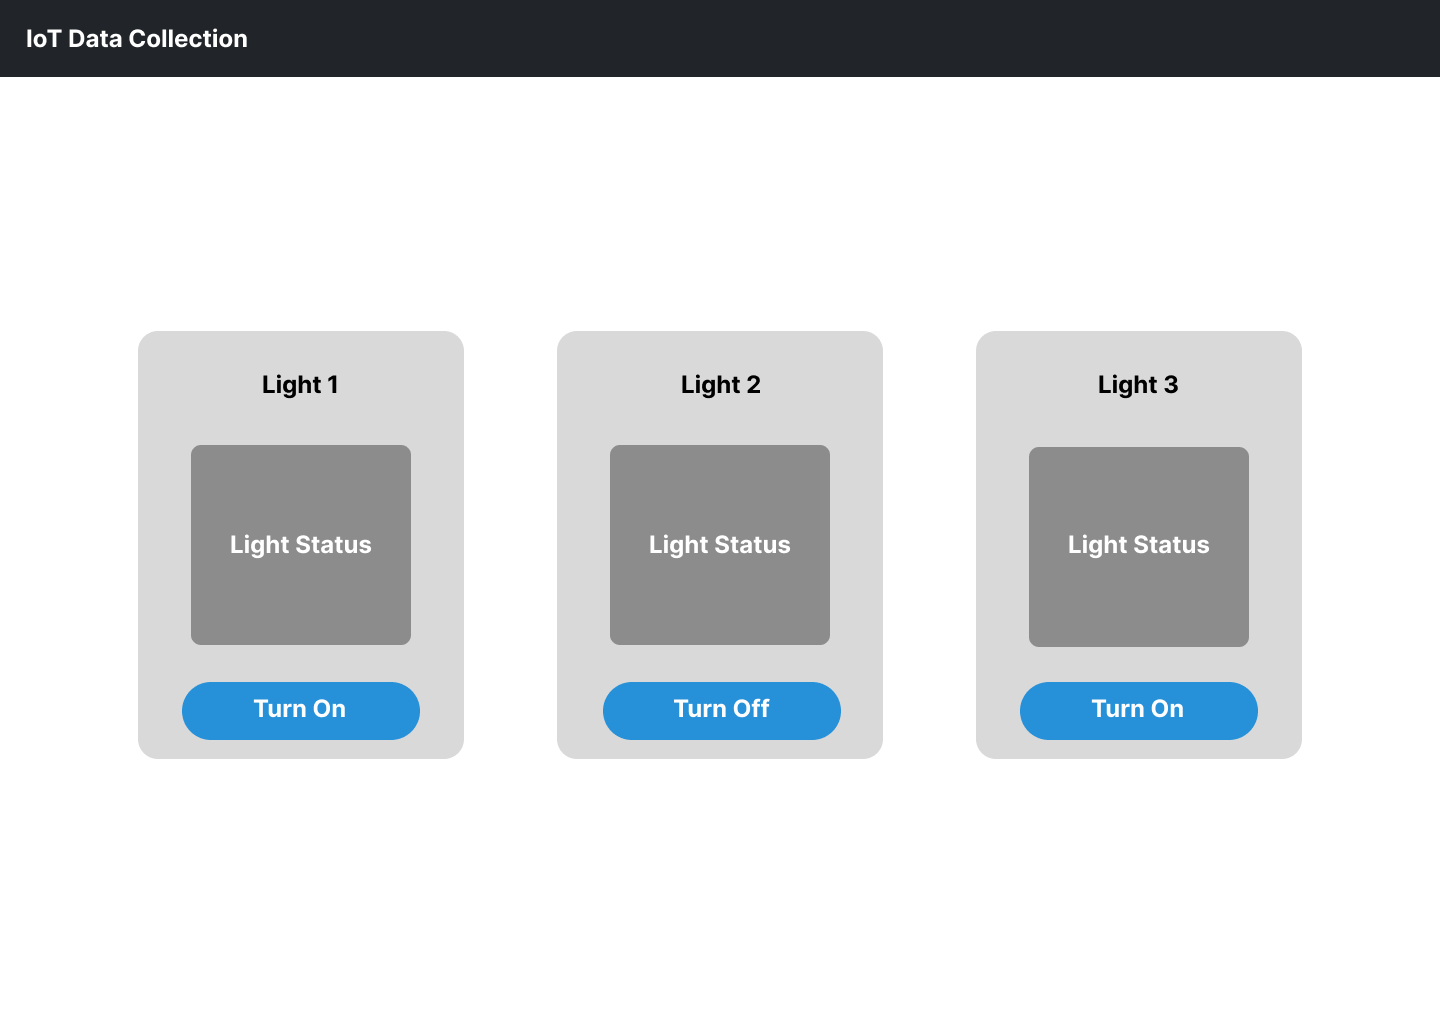 IoT Data Collection
Light 1
Light 2
Light 3
Light Status
Light Status
Light Status
Turn On
Turn Off
Turn On